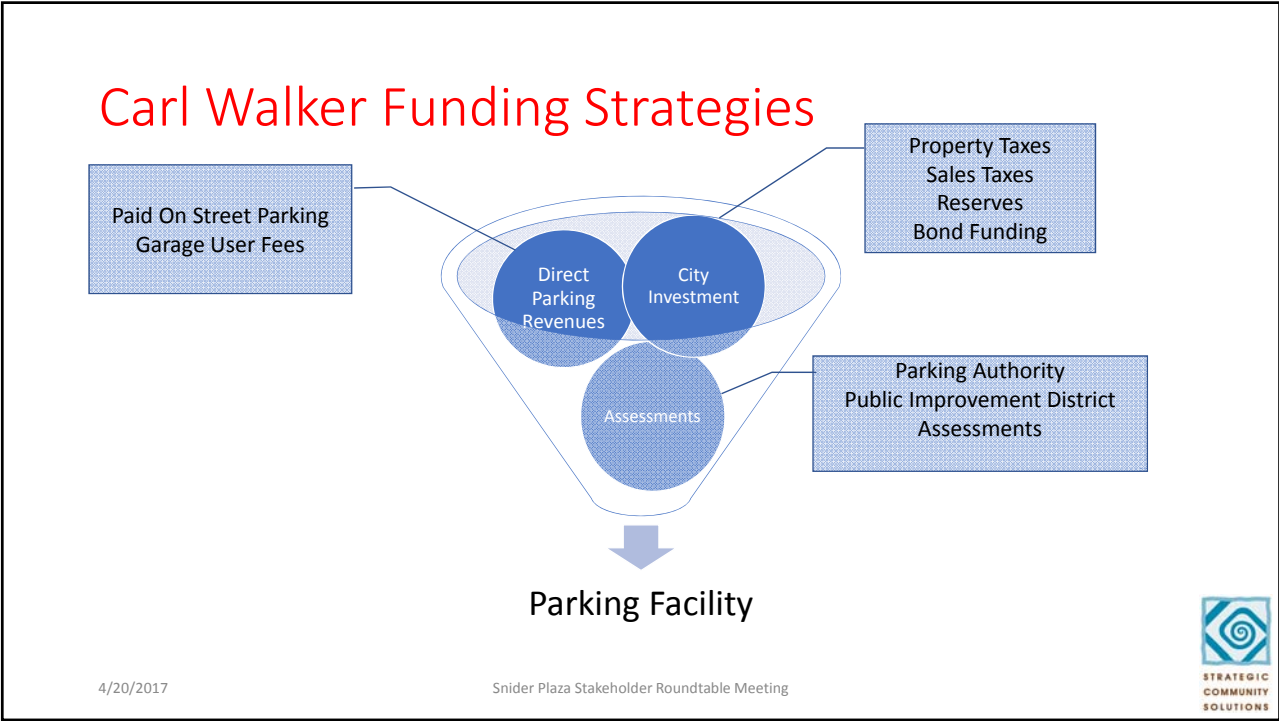 Carl Walker Funding Strategies
Paid On Street Parking
Garage User Fees
Property Taxes
Sales Taxes
Reserves
Bond Funding
Direct
Parking
Revenues
City
Investment
Assessments
Parking Authority
Public Improvement District
Assessments
Parking Facility
4/20/2017
Snider Plaza Stakeholder Roundtable Meeting
STRATEGIC
COMMUNITY
SOLUTIONS